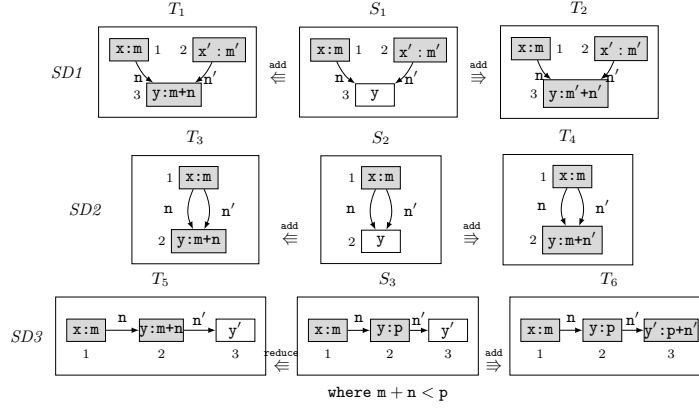 T₁ S₁ T₂
x:m 1 2 x′:m′ x:m 1 2 x′:m′ x:m 1 2 x′:m′
SD1 n n′ add ⇚ n n′ add ⇛ n n′
3 y:m+n 3 y 3 y:m′+n′
T₃ S₂ T₄
1 x:m 1 x:m 1 x:m
SD2 n n′ n n′ n n′
2 y:m+n add ⇚ 2 y add ⇛ 2 y:m+n′
T₅ S₃ T₆
SD3 x:m n y:m+n n′ y′ x:m n y:p n′ y′ x:m n y:p n′ y′:p+n′
1 2 3 reduce ⇚ 1 2 3 add ⇛ 1 2 3
where m + n < p